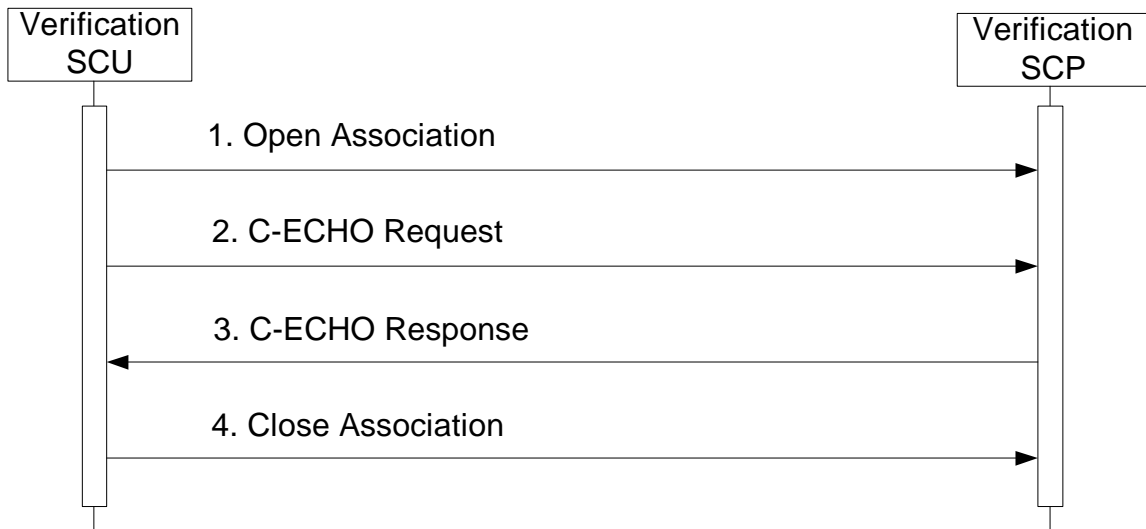 Verification
SCU
Verification
SCP
1. Open Association
2. C-ECHO Request
3. C-ECHO Response
4. Close Association